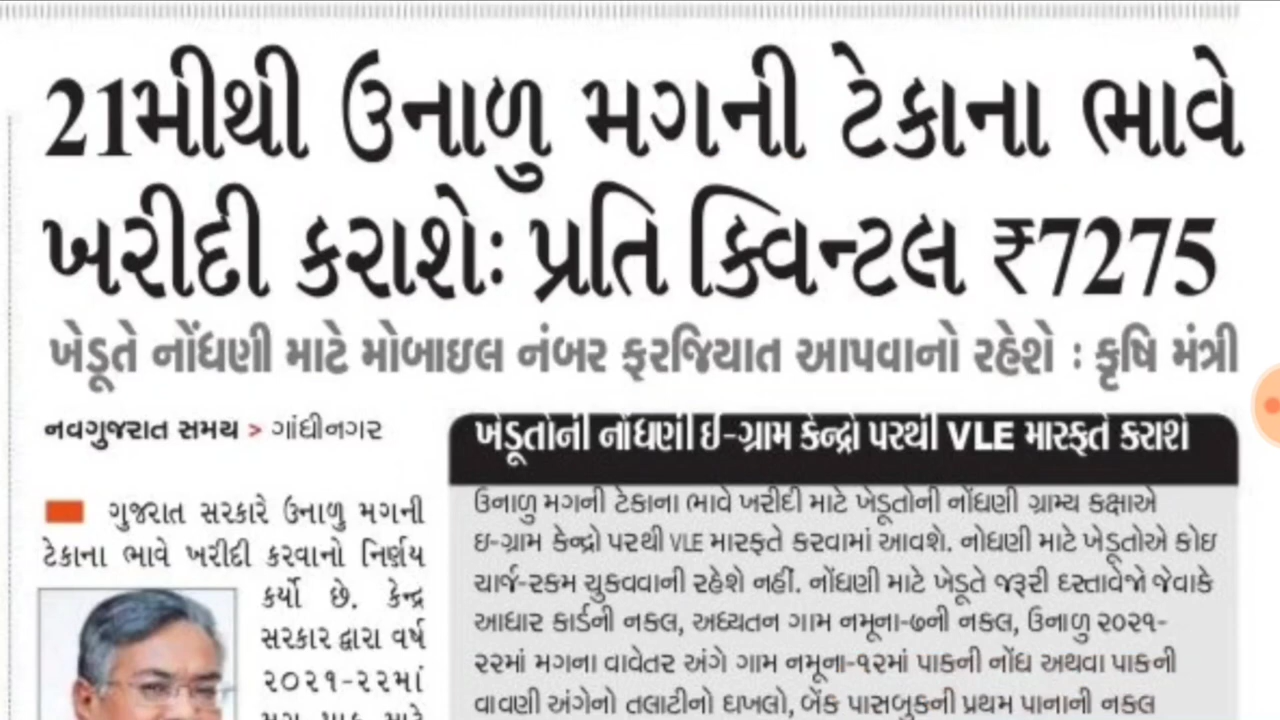 21મીથી ઉનાળુ મગની ટેકાના ભાવે
ખરીદી કરાશેઃ પ્રતિ ક્વિન્ટલ ₹7275
ખેડૂતે નોંધણી માટે મોબાઇલ નંબર ફરજિયાત આપવાનો રહેશે : કૃષિ મંત્રી
નવગુજરાત સમય > ગાંધીનગર
ગુજરાત સરકારે ઉનાળુ મગની
ટેકાના ભાવે ખરીદી કરવાનો નિર્ણય
કર્યો છે. કેન્દ્ર
સરકાર દ્વારા વર્ષ
૨૦૨૧-૨૨માં
ખેડૂતોની નોંધણી ઇ-ગ્રામ કેન્દ્રો પરથી VLE મારફતે કરાશે
ઉનાળુ મગની ટેકાના ભાવે ખરીદી માટે ખેડૂતોની નોંધણી ગ્રામ્ય કક્ષાએ
ઇ-ગ્રામ કેન્દ્રો પરથી VLE મારફતે કરવામાં આવશે. નોધણી માટે ખેડૂતોએ કોઇ
ચાર્જ-રકમ ચુકવવાની રહેશે નહીં. નોંધણી માટે ખેડૂતે જરૂરી દસ્તાવેજો જેવાકે
આધાર કાર્ડની નકલ, અધ્યતન ગામ નમૂના-૭ની નકલ, ઉનાળુ ૨૦૨૧-
૨૨માં મગના વાવેતર અંગે ગામ નમૂના-૧૨માં પાકની નોંધ અથવા પાકની
વાવણી અંગેનો તલાટીનો દાખલો, બેંક પાસબુકની પ્રથમ પાનાની નકલ